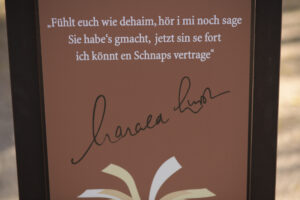 „Fühlt euch wie dehaim, hör i mi noch sage
Sie habe's gmacht, jetzt sin se fort
ich könnt en Schnaps vertrage"
Harald